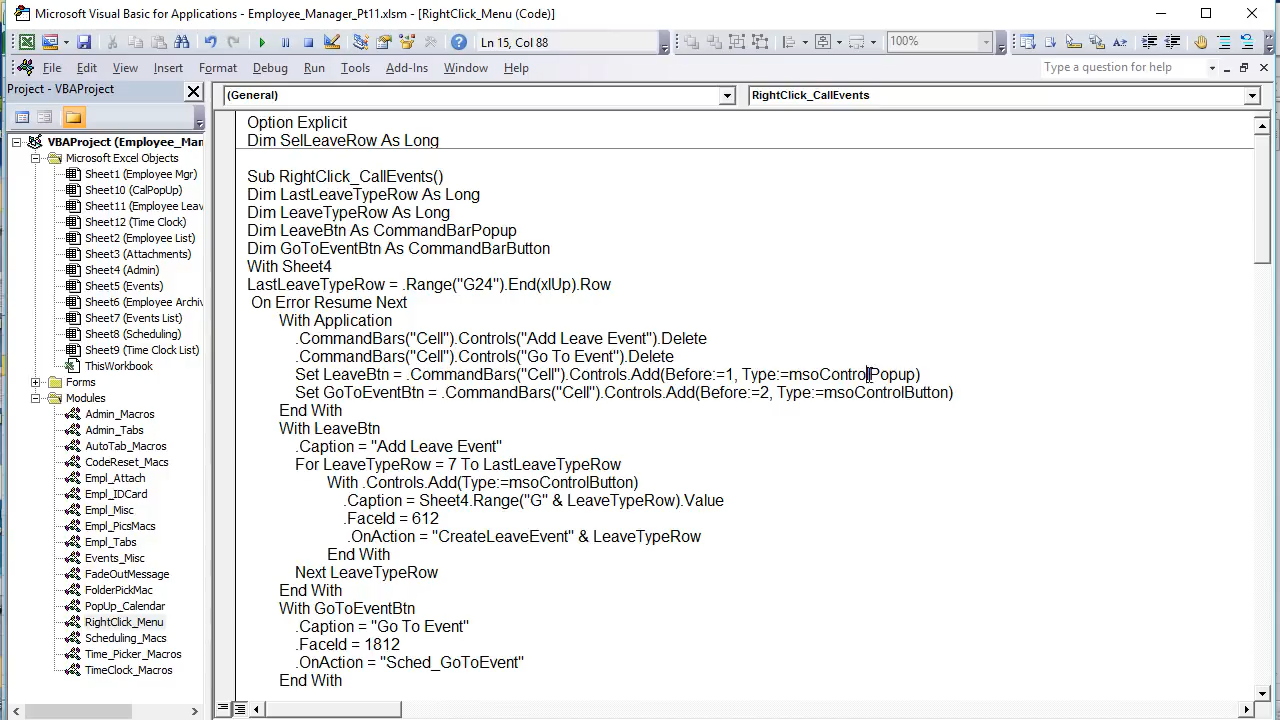 Microsoft Visual Basic for Applications - Employee_Manager_Pt11.xlsm - [RightClick_Menu (Code)]
Ln 15, Col 88
100%
File Edit View Insert Format Debug Run Tools Add-Ins Window Help
Type a question for help
Project - VBAProject
(General)
RightClick_CallEvents
VBAProject (Employee_Man
Microsoft Excel Objects
Sheet1 (Employee Mgr)
Sheet10 (CalPopUp)
Sheet11 (Employee Leav
Sheet12 (Time Clock)
Sheet2 (Employee List)
Sheet3 (Attachments)
Sheet4 (Admin)
Sheet5 (Events)
Sheet6 (Employee Archiv
Sheet7 (Events List)
Sheet8 (Scheduling)
Sheet9 (Time Clock List)
ThisWorkbook
Forms
Modules
Admin_Macros
Admin_Tabs
AutoTab_Macros
CodeReset_Macs
Empl_Attach
Empl_IDCard
Empl_Misc
Empl_PicsMacs
Empl_Tabs
Events_Misc
FadeOutMessage
FolderPickMac
PopUp_Calendar
RightClick_Menu
Scheduling_Macs
Time_Picker_Macros
TimeClock_Macros
Option Explicit
Dim SelLeaveRow As Long
Sub RightClick_CallEvents()
Dim LastLeaveTypeRow As Long
Dim LeaveTypeRow As Long
Dim LeaveBtn As CommandBarPopup
Dim GoToEventBtn As CommandBarButton
With Sheet4
LastLeaveTypeRow = .Range("G24").End(xlUp).Row
On Error Resume Next
With Application
.CommandBars("Cell").Controls("Add Leave Event").Delete
.CommandBars("Cell").Controls("Go To Event").Delete
Set LeaveBtn = .CommandBars("Cell").Controls.Add(Before:=1, Type:=msoControlPopup)
Set GoToEventBtn = .CommandBars("Cell").Controls.Add(Before:=2, Type:=msoControlButton)
End With
With LeaveBtn
.Caption = "Add Leave Event"
For LeaveTypeRow = 7 To LastLeaveTypeRow
With .Controls.Add(Type:=msoControlButton)
.Caption = Sheet4.Range("G" & LeaveTypeRow).Value
.FaceId = 612
.OnAction = "CreateLeaveEvent" & LeaveTypeRow
End With
Next LeaveTypeRow
End With
With GoToEventBtn
.Caption = "Go To Event"
.FaceId = 1812
.OnAction = "Sched_GoToEvent"
End With